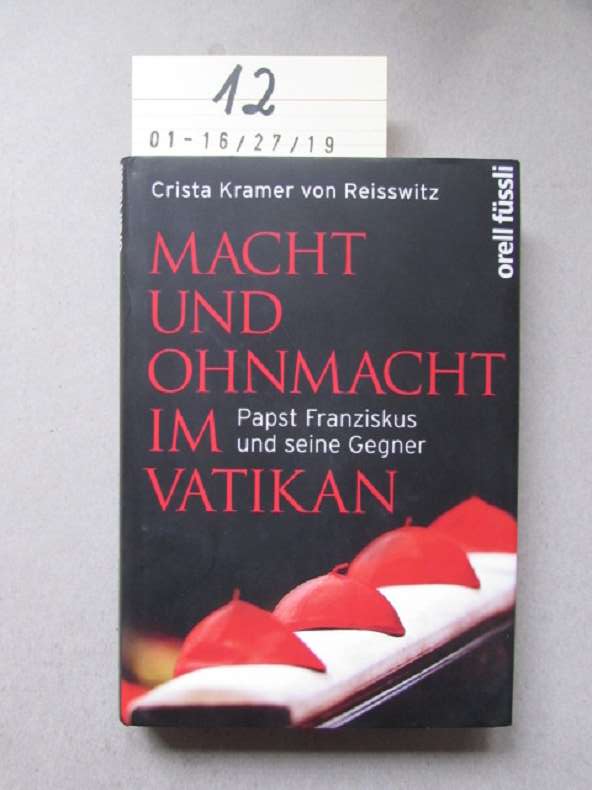 12
01-16/27/19
Crista Kramer von Reisswitz
orell füssli
MACHT
UND
OHNMACHT
IM
Papst Franziskus
und seine Gegner
VATIKAN